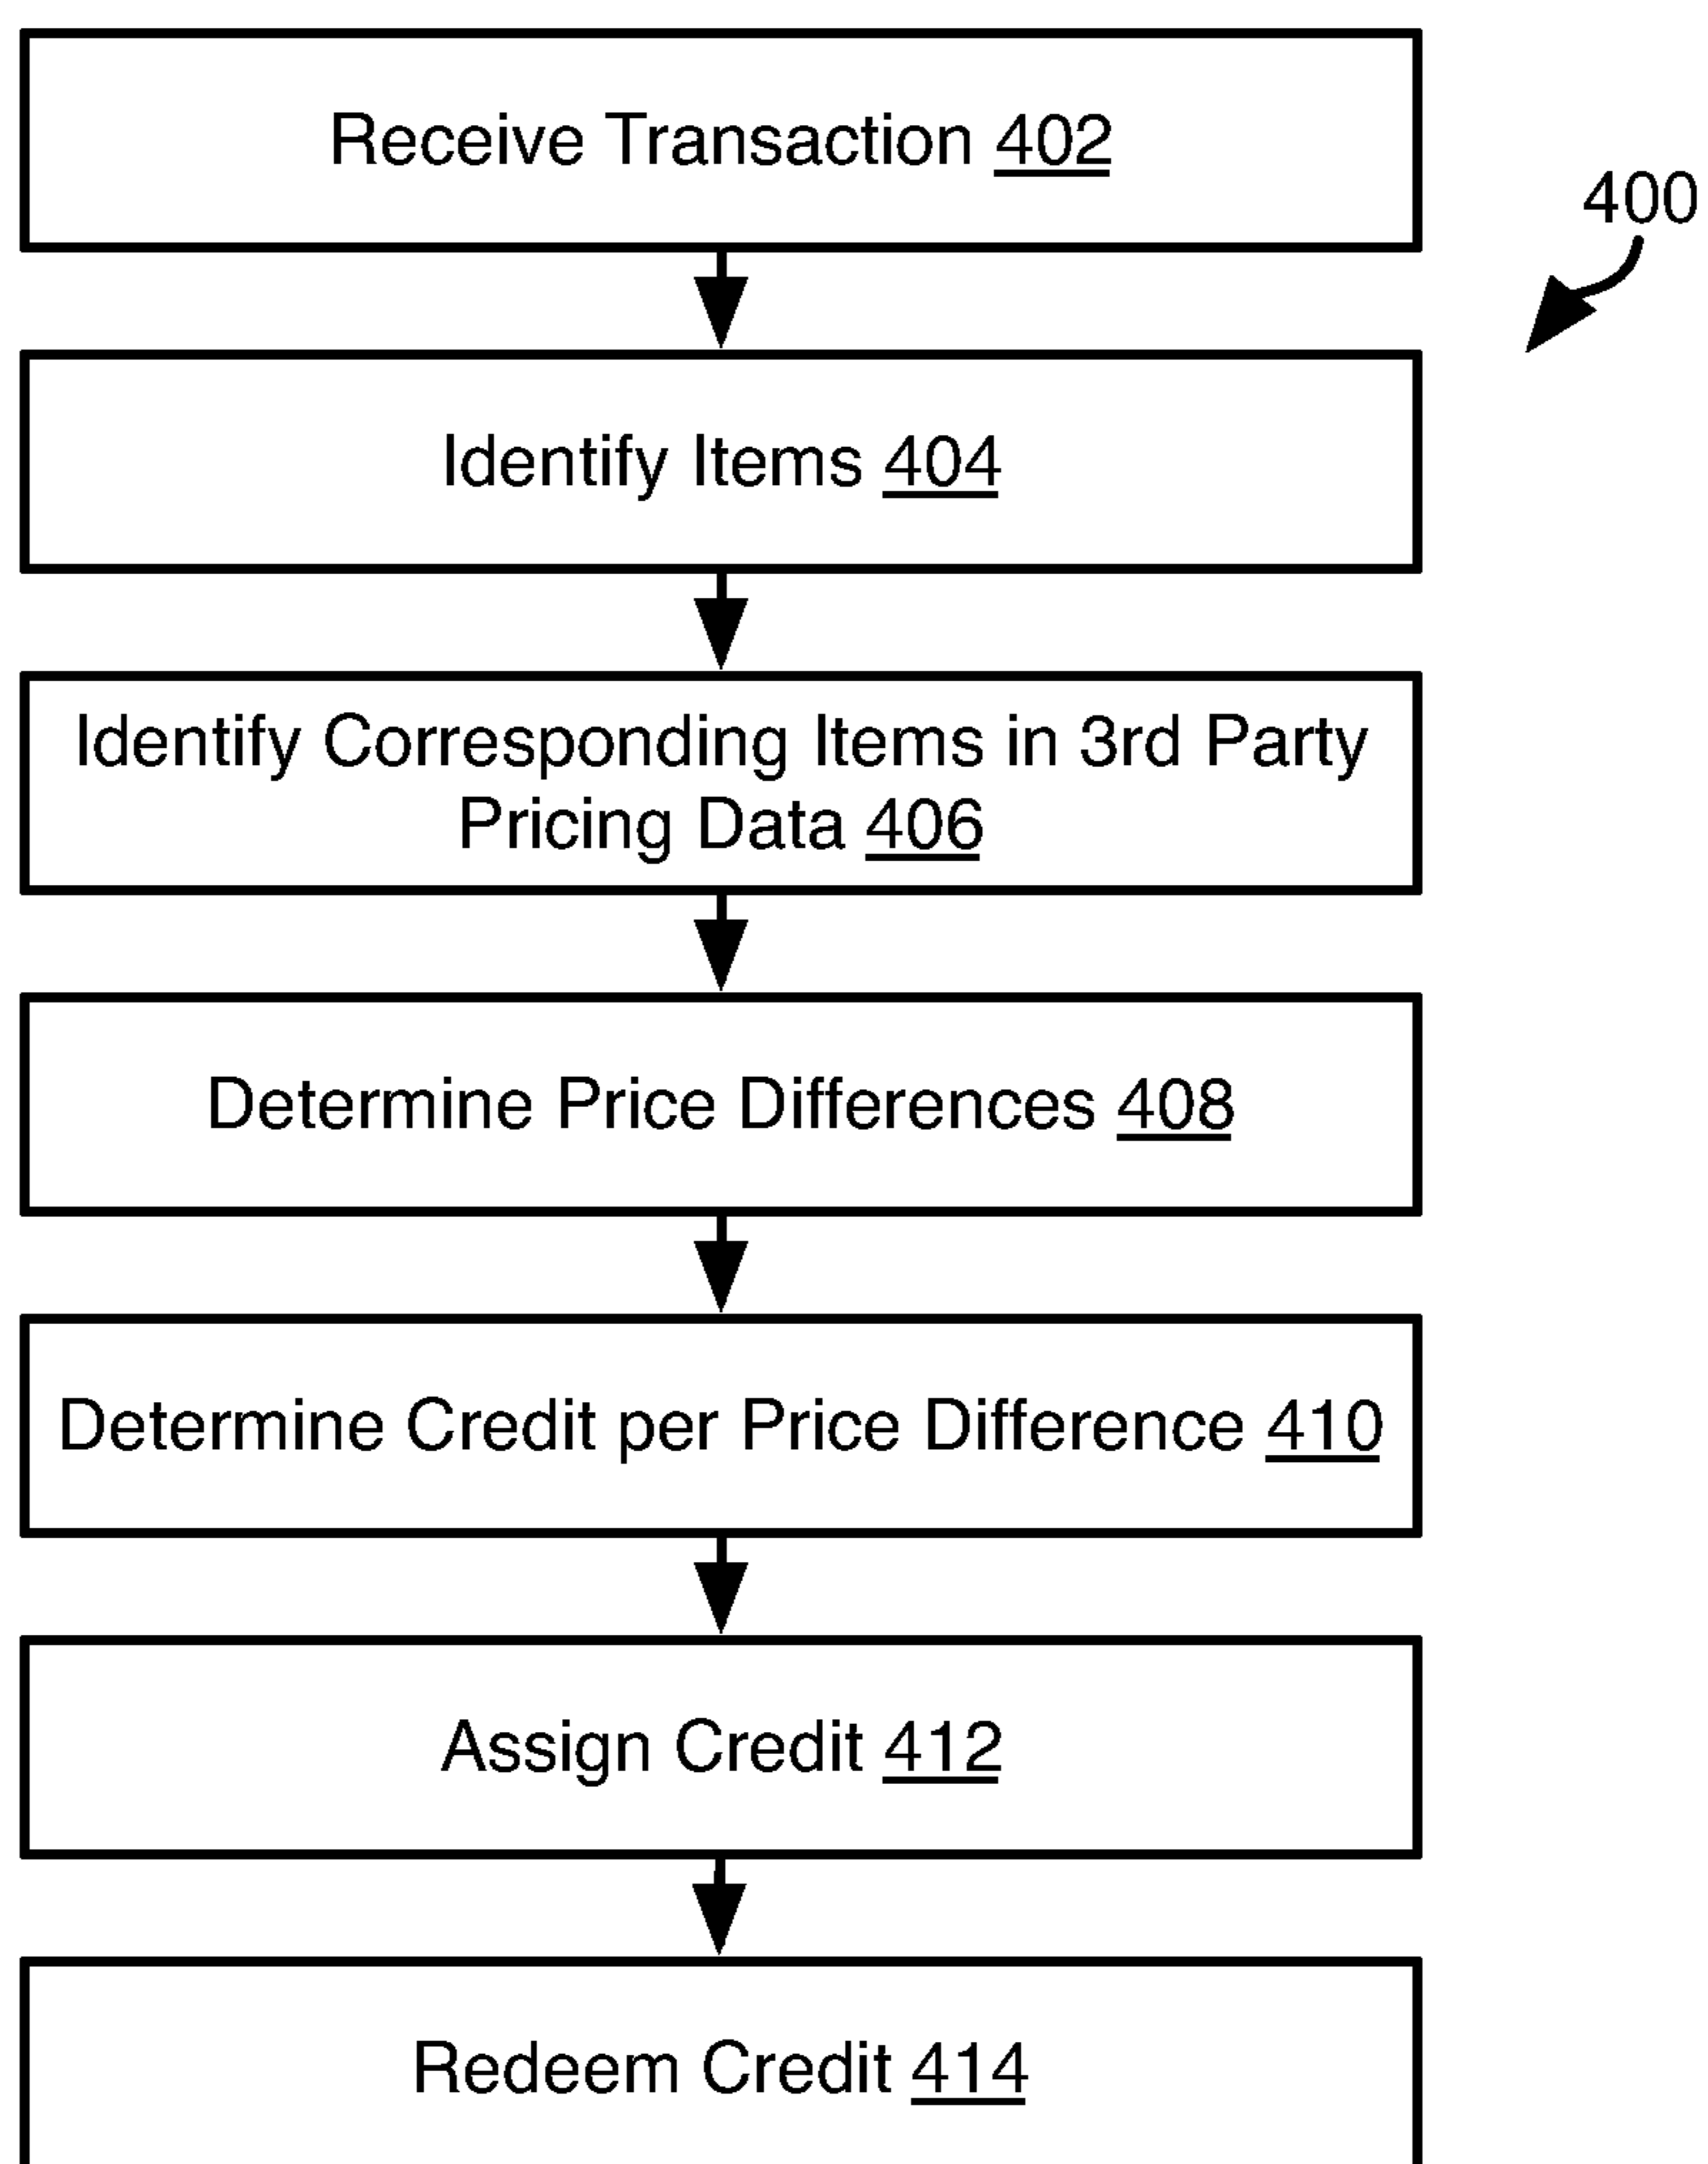 Receive Transaction 402
400
Identify Items 404
Identify Corresponding Items in 3rd Party
Pricing Data 406
Determine Price Differences 408
Determine Credit per Price Difference 410
Assign Credit 412
Redeem Credit 414